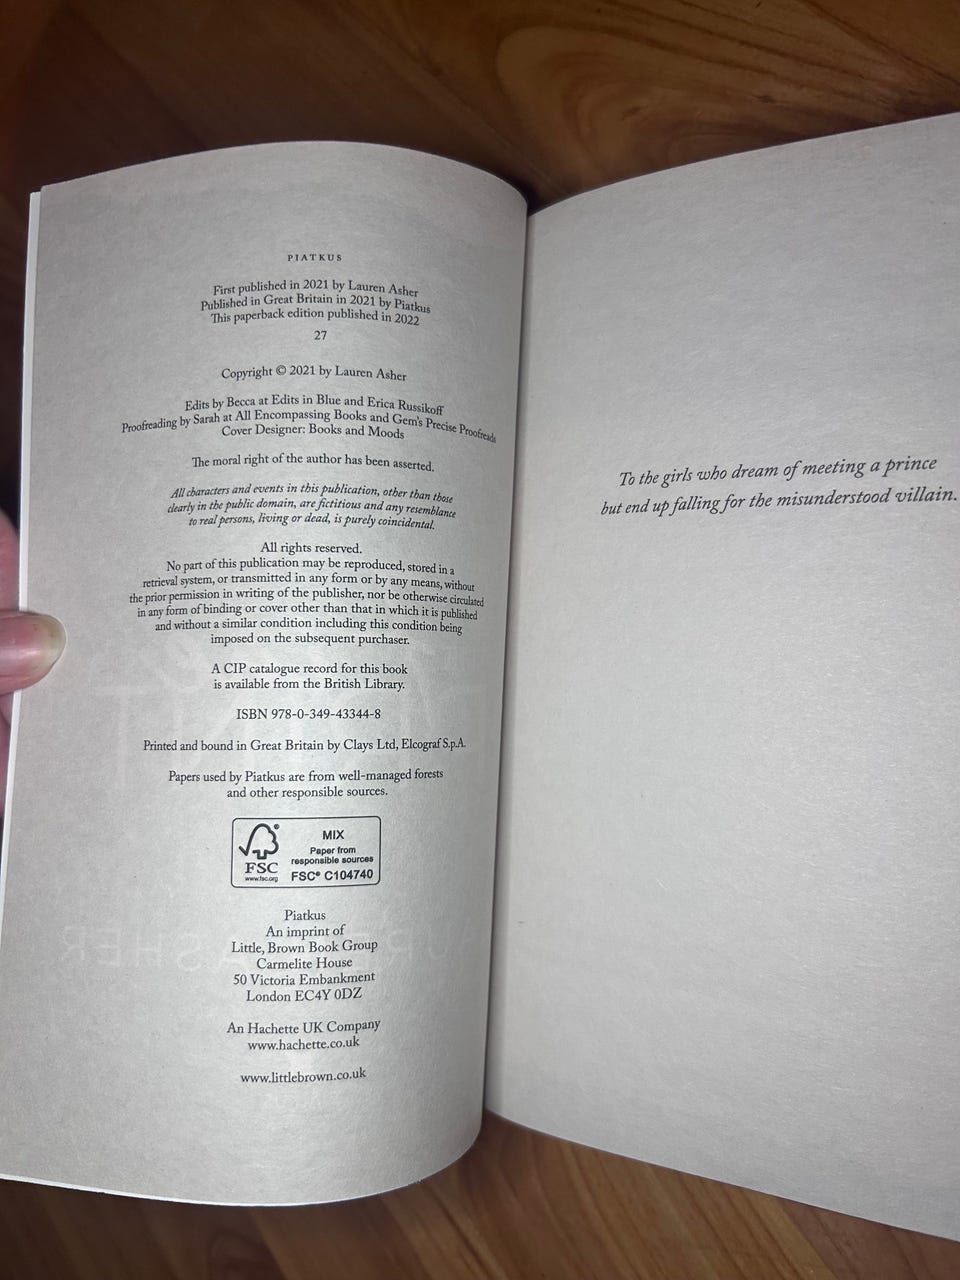 PIATKUS
First published in 2021 by Lauren Asher
Published in Great Britain in 2021 by Piatkus
This paperback edition published in 2022
27
Copyright © 2021 by Lauren Asher
Edits by Becca at Edits in Blue and Erica Russikoff
Proofreading by Sarah at All Encompassing Books and Gem's Precise Proofreads
Cover Designer: Books and Moods
The moral right of the author has been asserted.
All characters and events in this publication, other than those
clearly in the public domain, are fictitious and any resemblance
to real persons, living or dead, is purely coincidental.
All rights reserved.
No part of this publication may be reproduced, stored in a
retrieval system, or transmitted in any form or by any means, without
the prior permission in writing of the publisher, nor be otherwise circulated
in any form of binding or cover other than that in which it is published
and without a similar condition including this condition being
imposed on the subsequent purchaser.
A CIP catalogue record for this book
is available from the British Library.
ISBN 978-0-349-43344-8
Printed and bound in Great Britain by Clays Ltd, Elcograf S.p.A.
Papers used by Piatkus are from well-managed forests
and other responsible sources.
FSC
www.fsc.org
MIX
Paper from
responsible sources
FSC® C104740
Piatkus
An imprint of
Little, Brown Book Group
Carmelite House
50 Victoria Embankment
London EC4Y 0DZ
An Hachette UK Company
www.hachette.co.uk
www.littlebrown.co.uk
To the girls who dream of meeting a prince
but end up falling for the misunderstood villain.